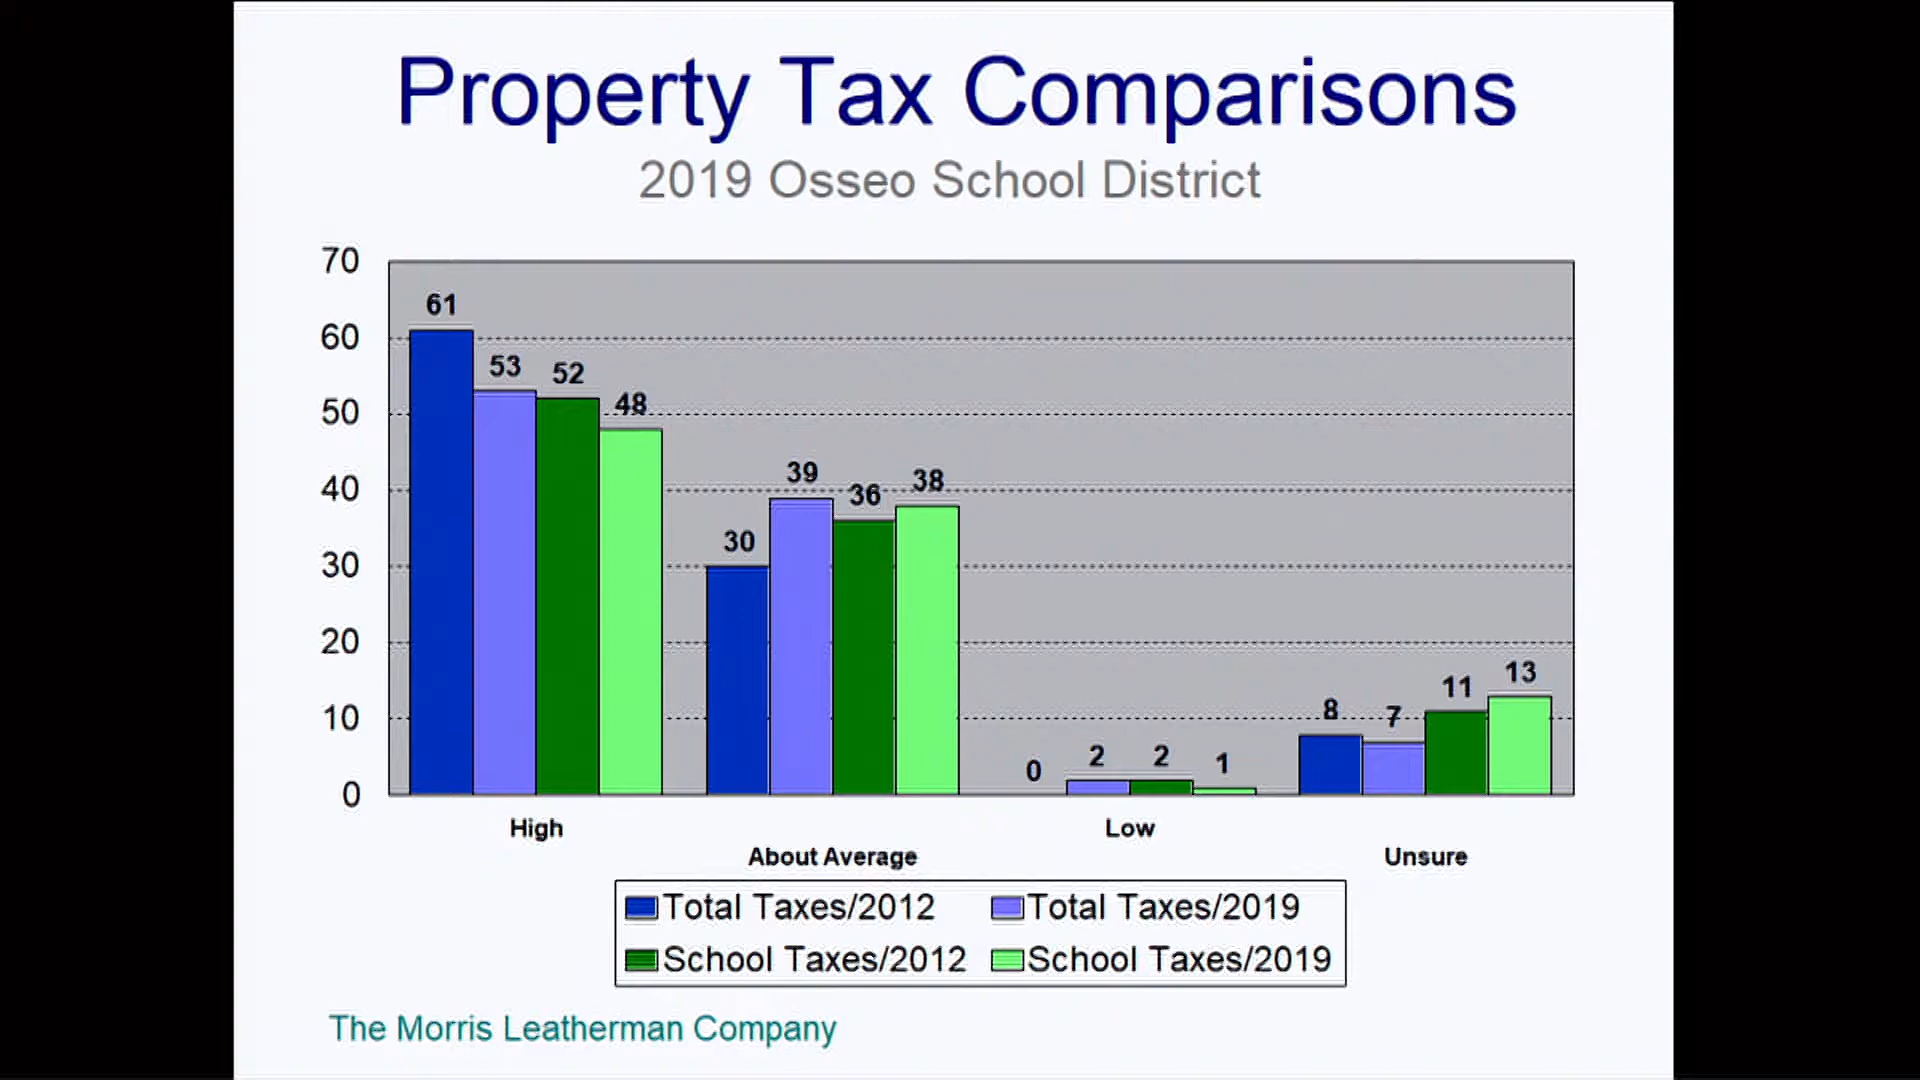 Property Tax Comparisons
2019 Osseo School District
70
60
50
40
30
20
10
0
61
53
52
48
30
39
36
38
0
2
2
1
8
7
11
13
High
About Average
Low
Unsure
Total Taxes/2012
Total Taxes/2019
School Taxes/2012
School Taxes/2019
The Morris Leatherman Company